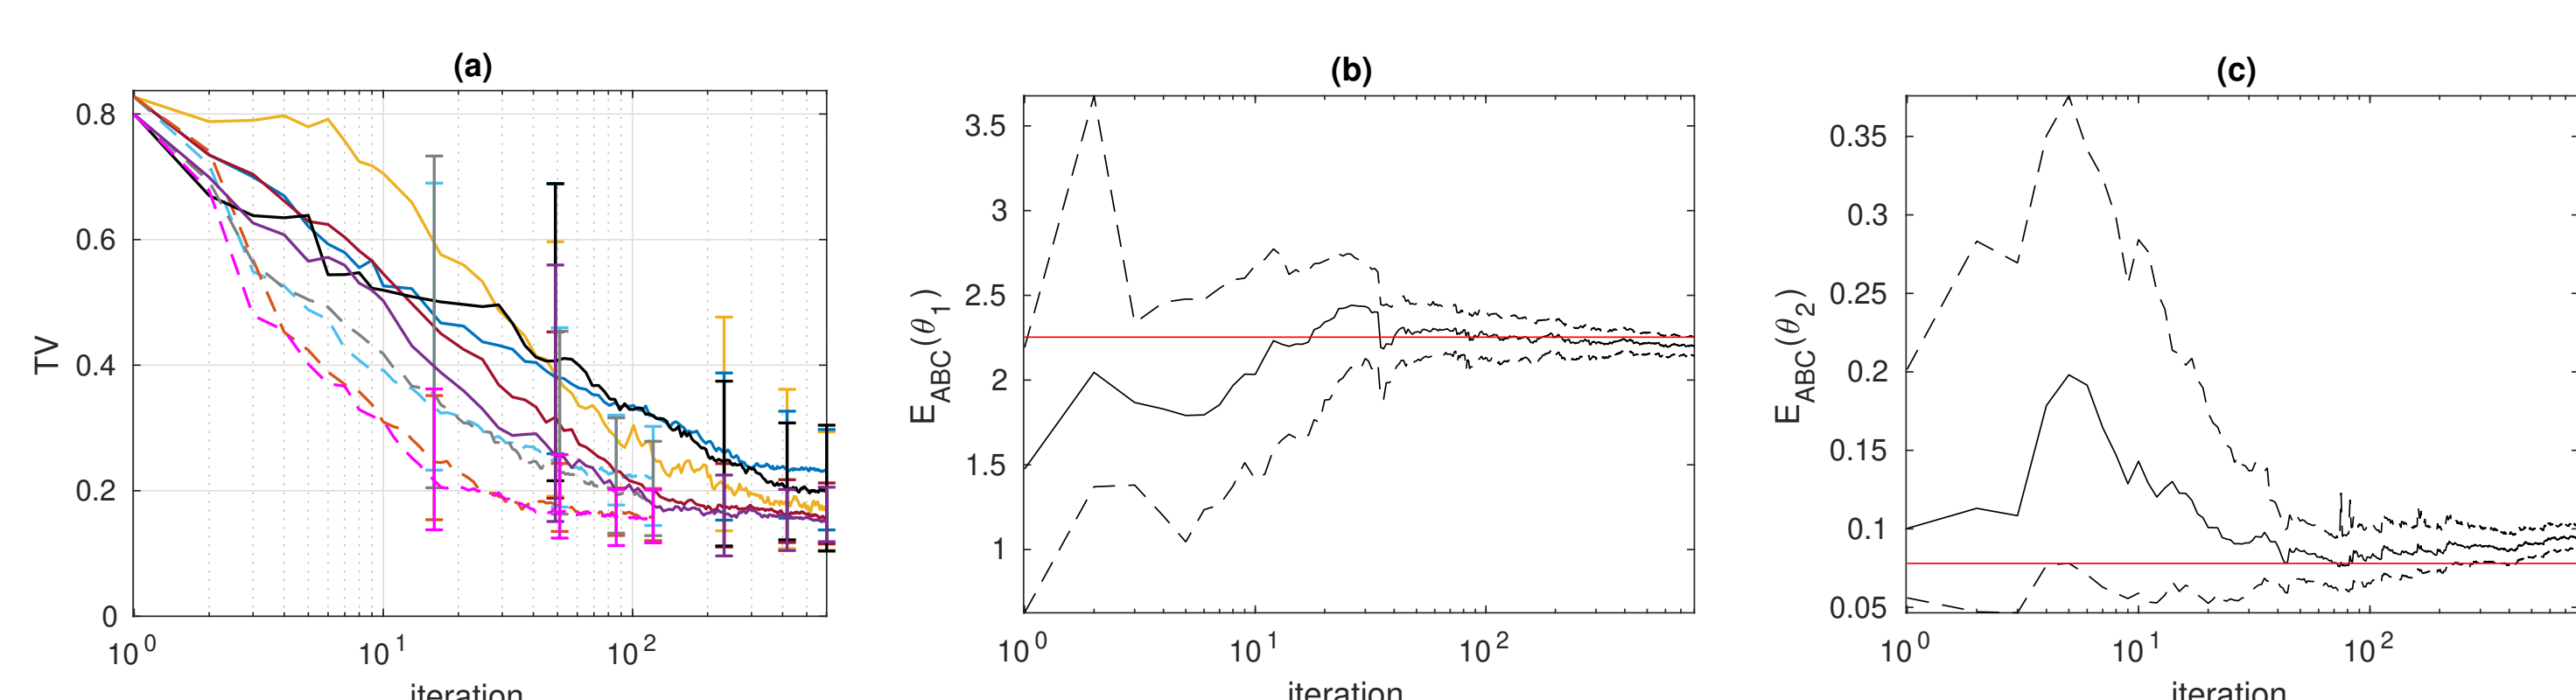 (a)
0.8
0.6
0.4
0.2
0
TV
10^0 10^1 10^2
iteration
(b)
3.5
3
2.5
2
1.5
1
E_ABC(θ_1)
10^0 10^1 10^2
iteration
(c)
0.35
0.3
0.25
0.2
0.15
0.1
0.05
E_ABC(θ_2)
10^0 10^1 10^2
iteration